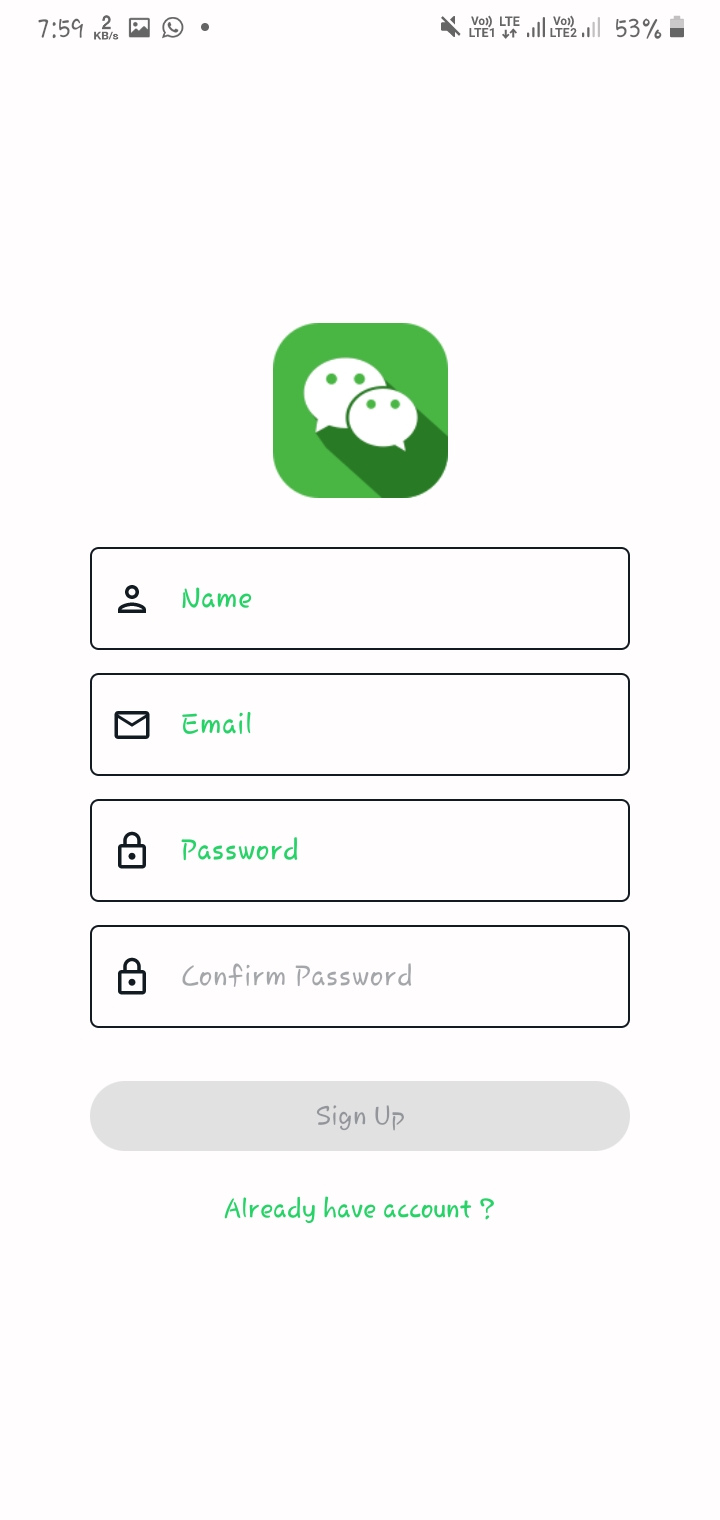 7:59 2 KB/s Vo)) LTE1 LTE Vo)) LTE2 53%
Name
Email
Password
Confirm Password
Sign Up
Already have account ?